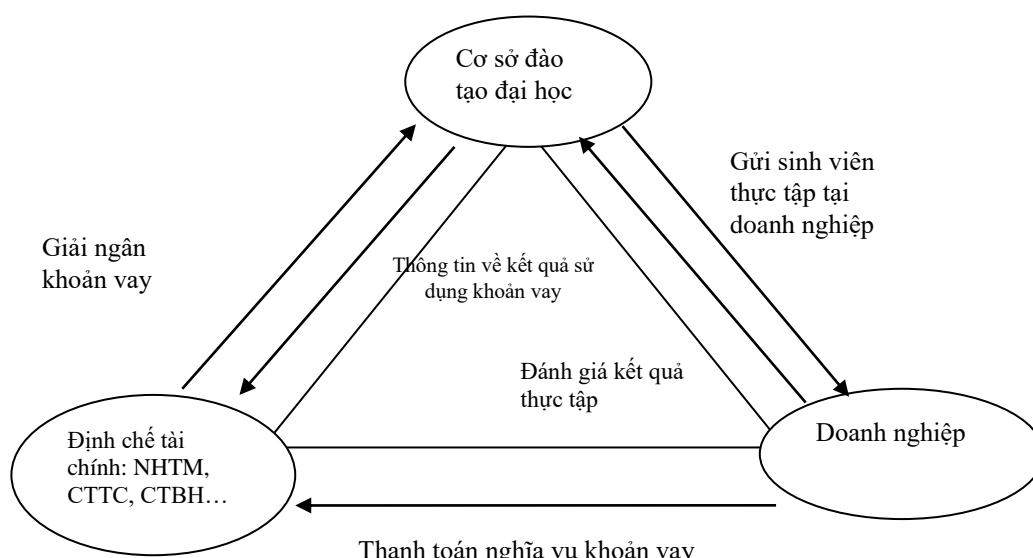 Cơ sở đào
tạo đại học
Gửi sinh viên
thực tập tại
doanh nghiệp
Giải ngân
khoản vay
Thông tin về kết quả sử
dụng khoản vay
Đánh giá kết quả
thực tập
Định chế tài
chính: NHTM,
CTTC, CTBH…
Doanh nghiệp
Thanh toán nghĩa vụ khoản vay